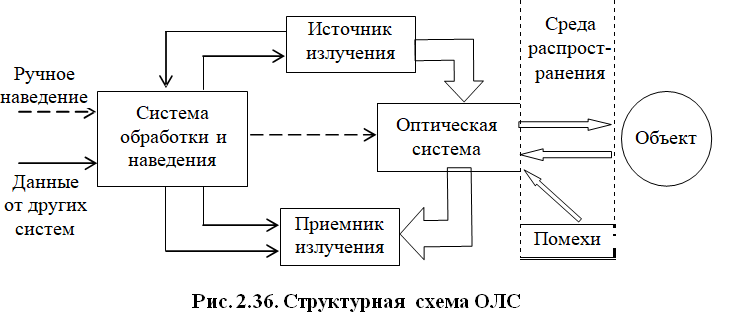 Источник
излучения
Среда
распрост-
ранения
Ручное
наведение
Система
обработки и
наведения
Оптическая
система
Объект
Данные
от других
систем
Приемник
излучения
Помехи
Рис. 2.36. Структурная схема ОЛС